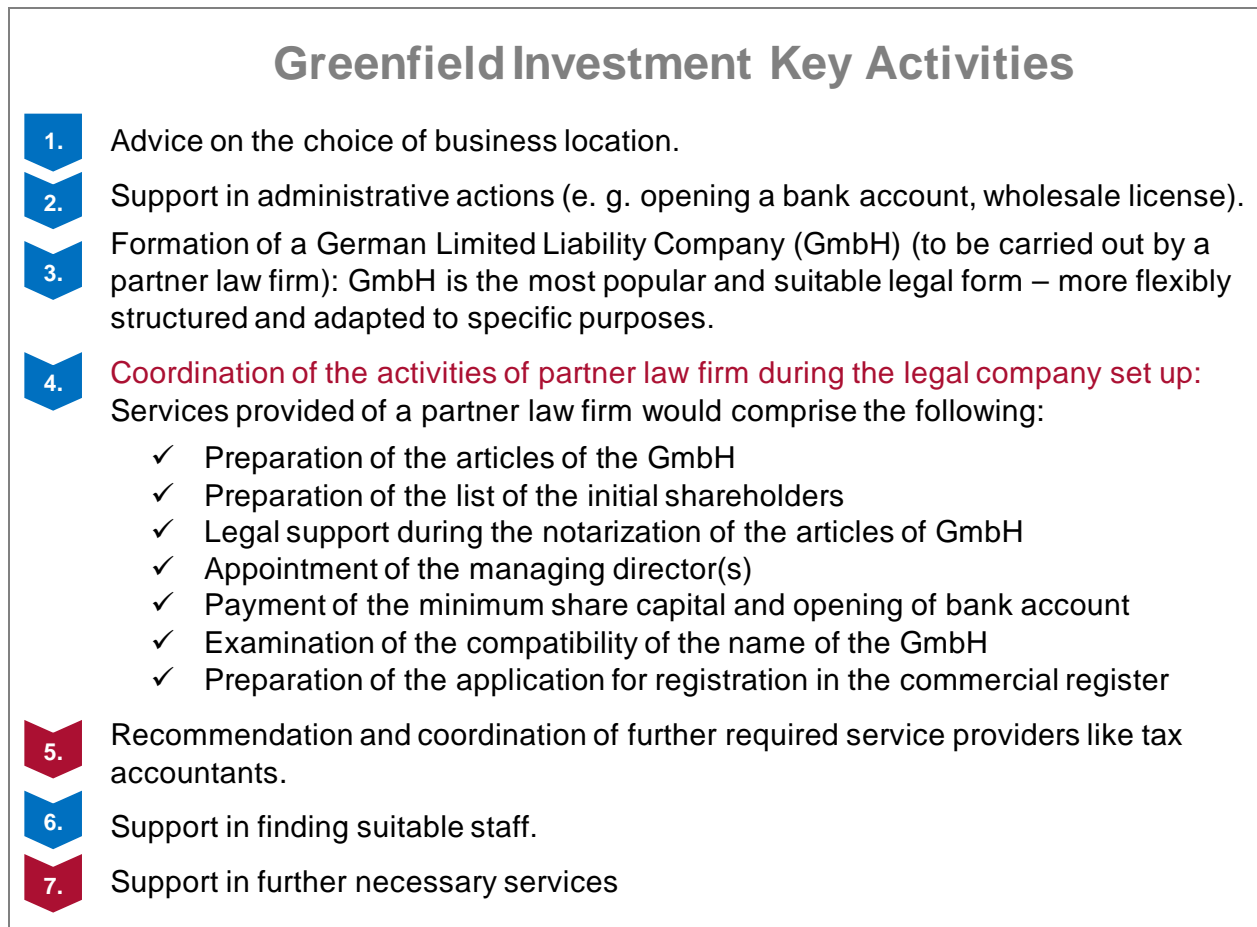 Greenfield Investment Key Activities
1. Advice on the choice of business location.
2. Support in administrative actions (e. g. opening a bank account, wholesale license).
Formation of a German Limited Liability Company (GmbH) (to be carried out by a
3. partner law firm): GmbH is the most popular and suitable legal form – more flexibly
structured and adapted to specific purposes.
4. Coordination of the activities of partner law firm during the legal company set up:
Services provided of a partner law firm would comprise the following:
✓ Preparation of the articles of the GmbH
✓ Preparation of the list of the initial shareholders
✓ Legal support during the notarization of the articles of GmbH
✓ Appointment of the managing director(s)
✓ Payment of the minimum share capital and opening of bank account
✓ Examination of the compatibility of the name of the GmbH
✓ Preparation of the application for registration in the commercial register
5. Recommendation and coordination of further required service providers like tax
accountants.
6. Support in finding suitable staff.
7. Support in further necessary services